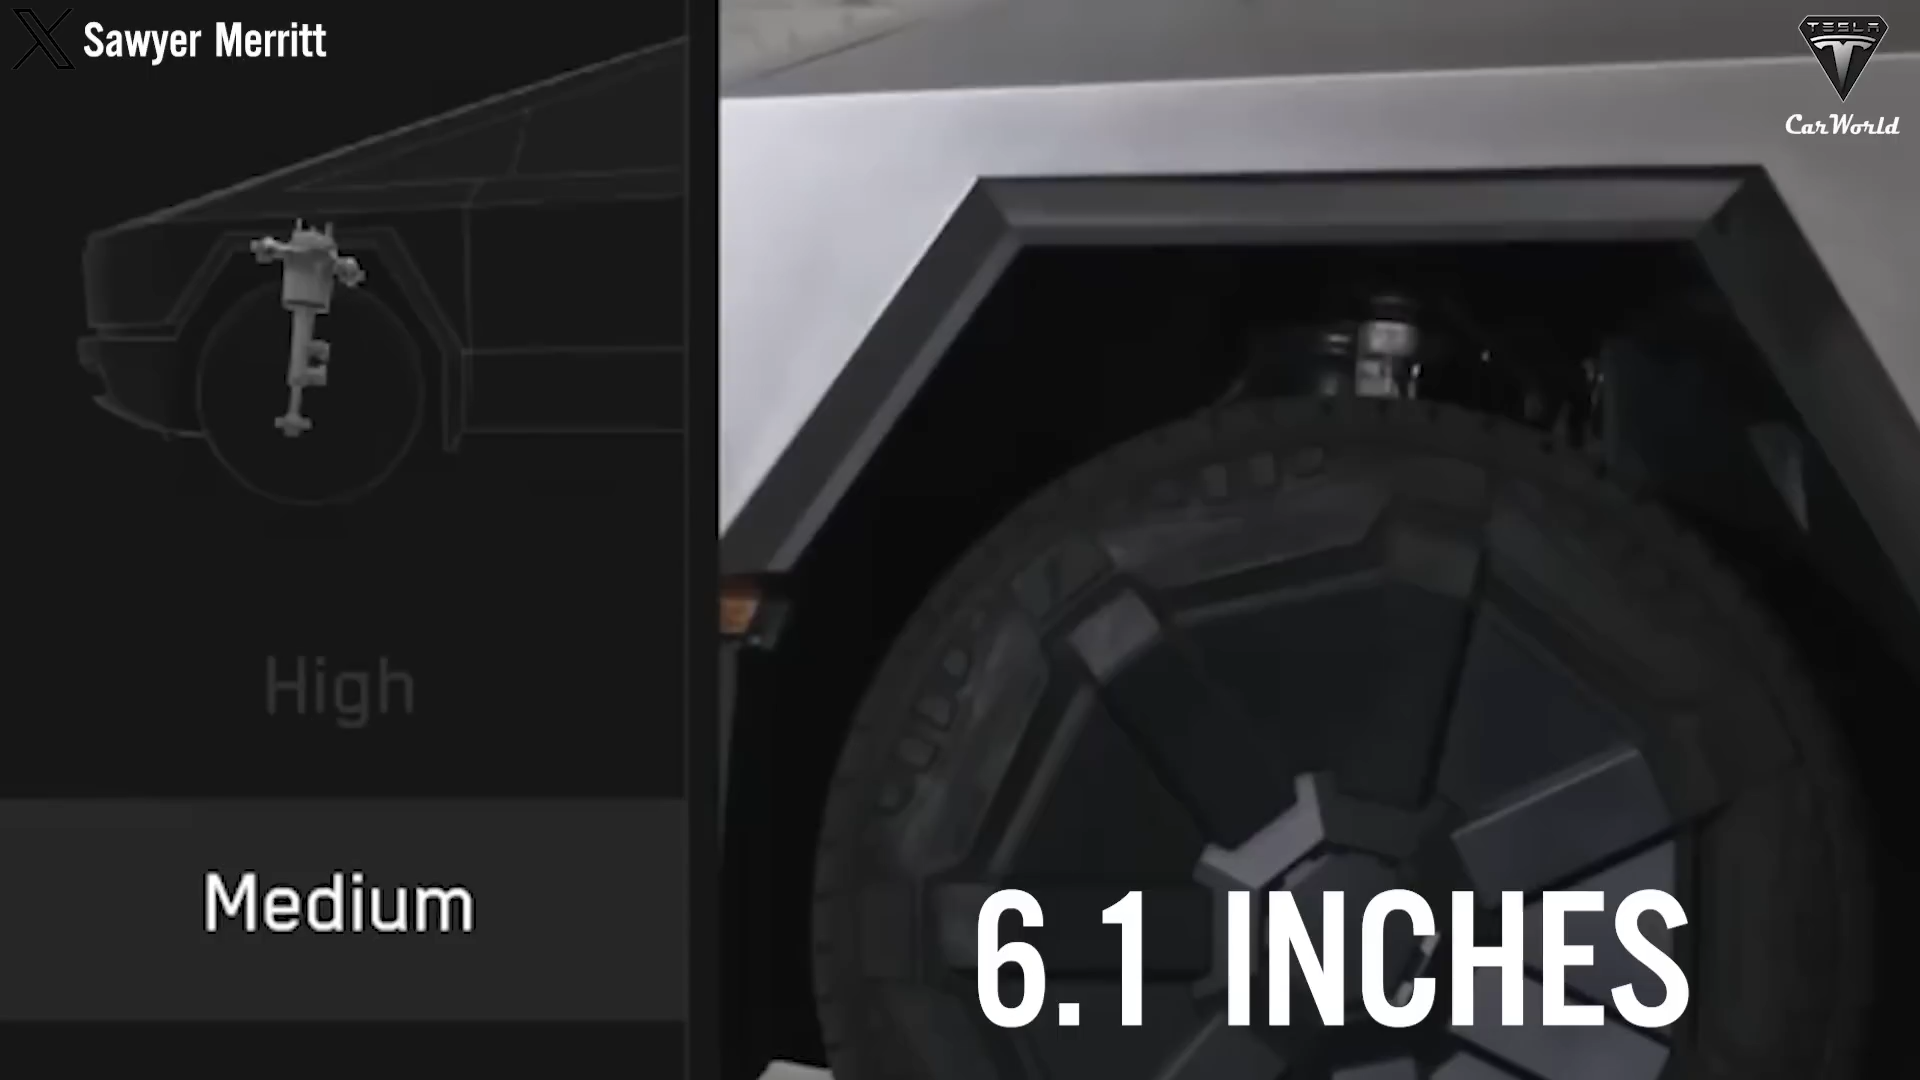 Sawyer Merritt
TESLA
CarWorld
High
Medium
6.1 INCHES